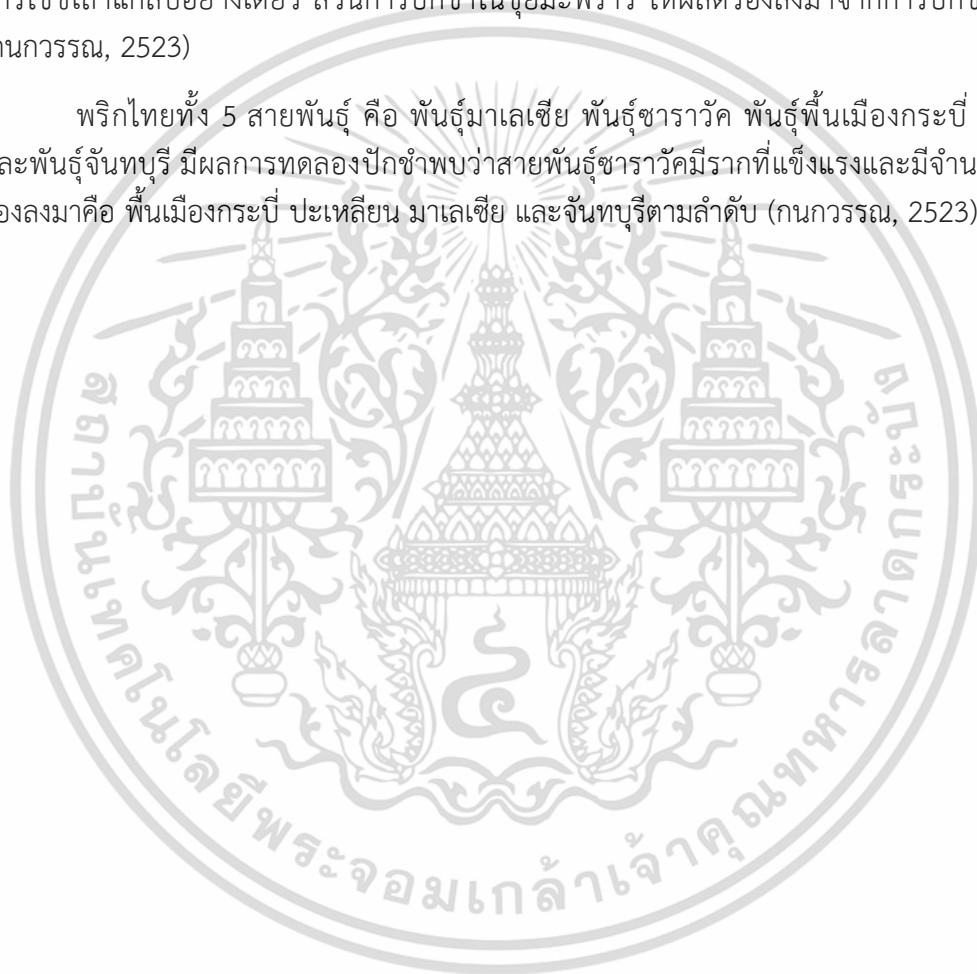 ใช้ขี้เถ้าแกลบอย่างเดียว ส่วนการปักชำในขุยมะพร้าว ให้ผลดีรองลงมาจากการปักช
านกวรรณ, 2523)
พริกไทยทั้ง 5 สายพันธุ์ คือ พันธุ์มาเลเซีย พันธุ์ซาราวัค พันธุ์พื้นเมืองกระบี่
ละพันธุ์จันทบุรี มีผลการทดลองปักชำพบว่าสายพันธุ์ซาราวัคมีรากที่แข็งแรงและมีจำน
องลงมาคือ พื้นเมืองกระบี่ ปะเหลียน มาเลเซีย และจันทบุรีตามลำดับ (กนกวรรณ, 2523)
สถาบันเทคโนโลยีพระจอมเกล้าเจ้าคุณทหารลาดกระบัง